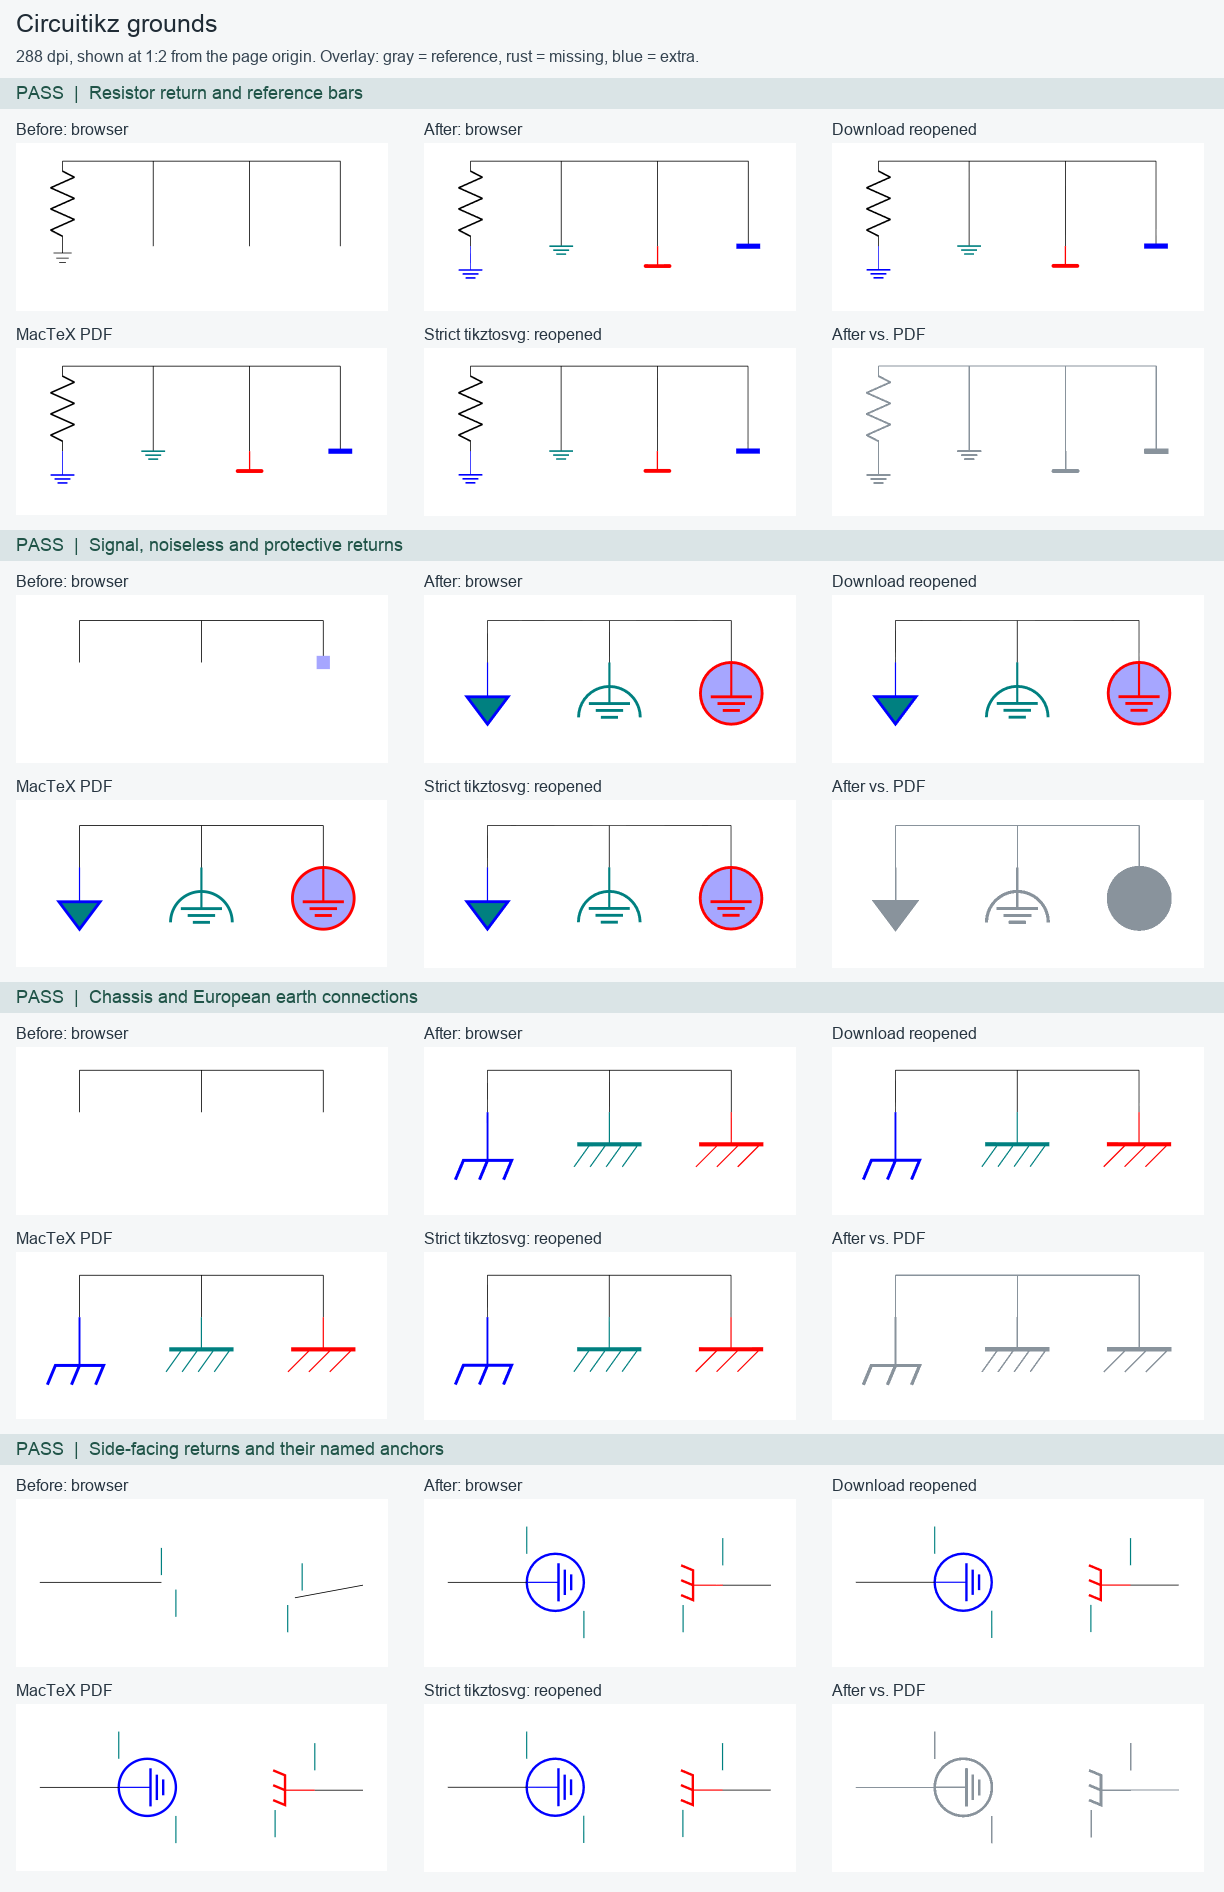 Circuitikz grounds
288 dpi, shown at 1:2 from the page origin. Overlay: gray = reference, rust = missing, blue = extra.
PASS | Resistor return and reference bars
Before: browser
After: browser
Download reopened
MacTeX PDF
Strict tikztosvg: reopened
After vs. PDF
PASS | Signal, noiseless and protective returns
Before: browser
After: browser
Download reopened
MacTeX PDF
Strict tikztosvg: reopened
After vs. PDF
PASS | Chassis and European earth connections
Before: browser
After: browser
Download reopened
MacTeX PDF
Strict tikztosvg: reopened
After vs. PDF
PASS | Side-facing returns and their named anchors
Before: browser
After: browser
Download reopened
MacTeX PDF
Strict tikztosvg: reopened
After vs. PDF